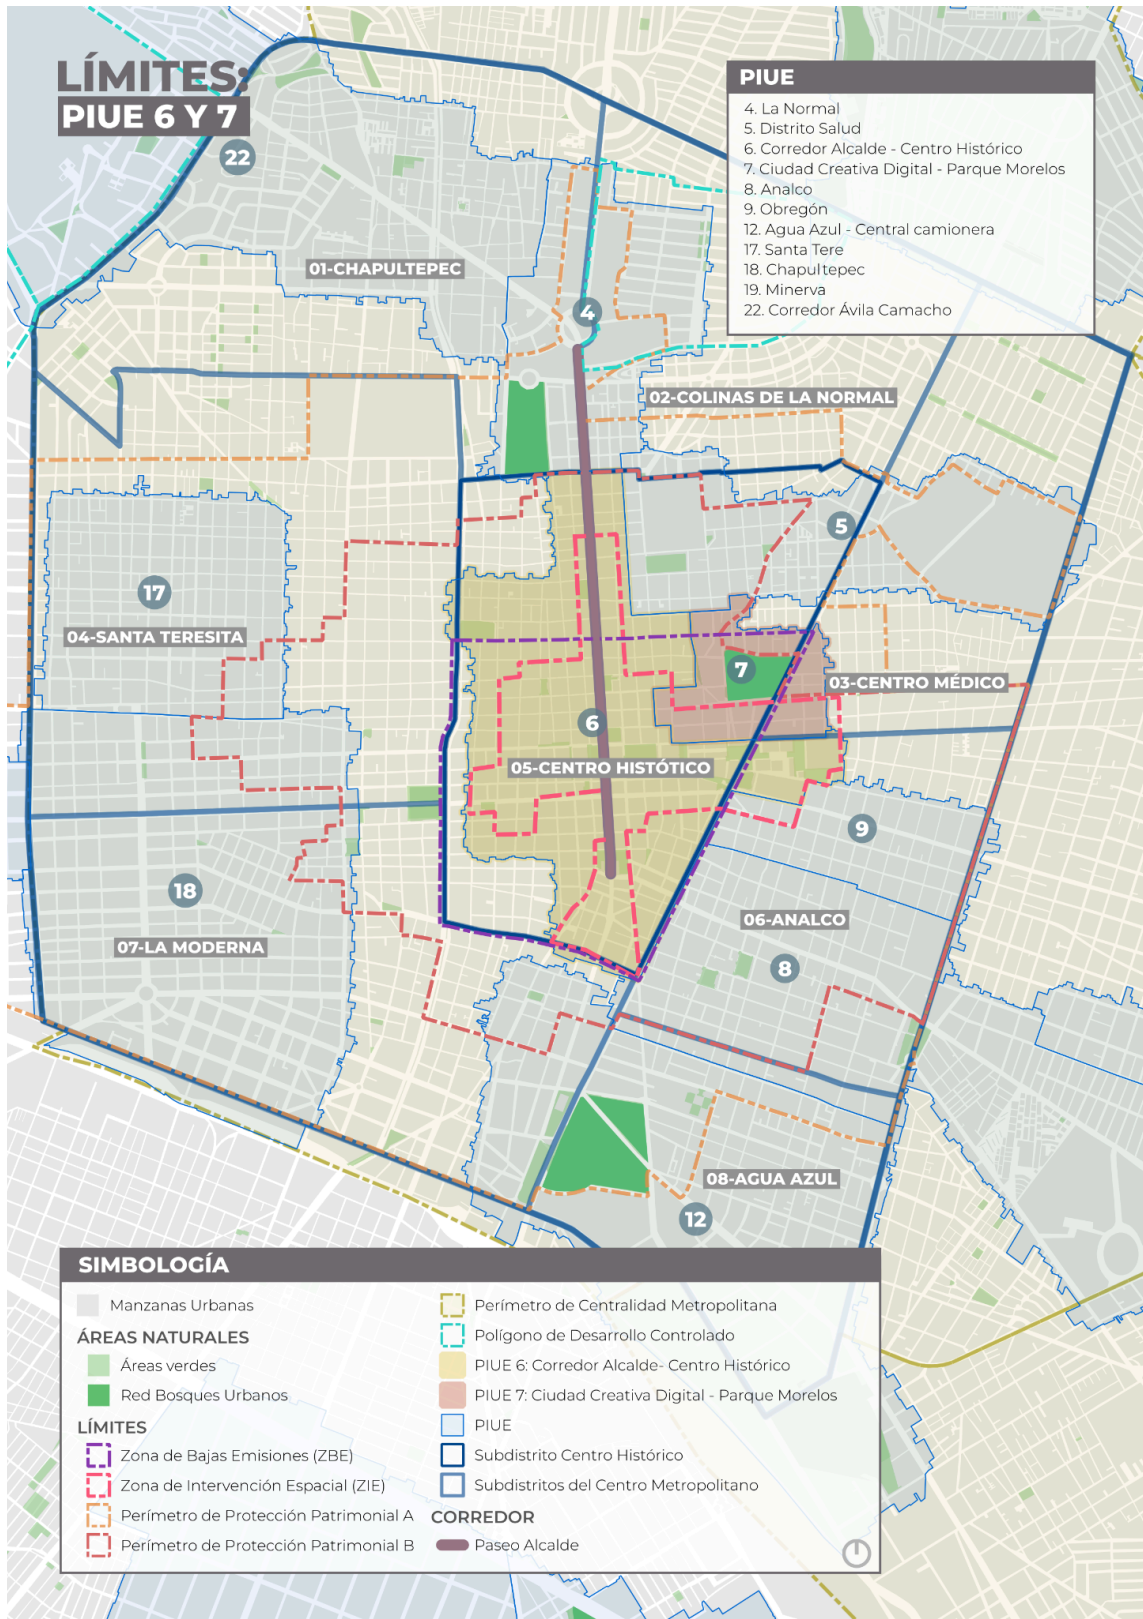 LÍMITES:
PIUE 6 Y 7
PIUE
4. La Normal
5. Distrito Salud
6. Corredor Alcalde - Centro Histórico
7. Ciudad Creativa Digital - Parque Morelos
8. Analco
9. Obregón
12. Agua Azul - Central camionera
17. Santa Tere
18. Chapultepec
19. Minerva
22. Corredor Ávila Camacho
22
01-CHAPULTEPEC
4
02-COLINAS DE LA NORMAL
5
17
04-SANTA TERESITA
7
03-CENTRO MÉDICO
6
05-CENTRO HISTÓTICO
9
18
07-LA MODERNA
06-ANALCO
8
08-AGUA AZUL
12
SIMBOLOGÍA
Manzanas Urbanas
ÁREAS NATURALES
Áreas verdes
Red Bosques Urbanos
LÍMITES
Zona de Bajas Emisiones (ZBE)
Zona de Intervención Espacial (ZIE)
Perímetro de Protección Patrimonial A
Perímetro de Protección Patrimonial B
Perímetro de Centralidad Metropolitana
Polígono de Desarrollo Controlado
PIUE 6: Corredor Alcalde- Centro Histórico
PIUE 7: Ciudad Creativa Digital - Parque Morelos
PIUE
Subdistrito Centro Histórico
Subdistritos del Centro Metropolitano
CORREDOR
Paseo Alcalde